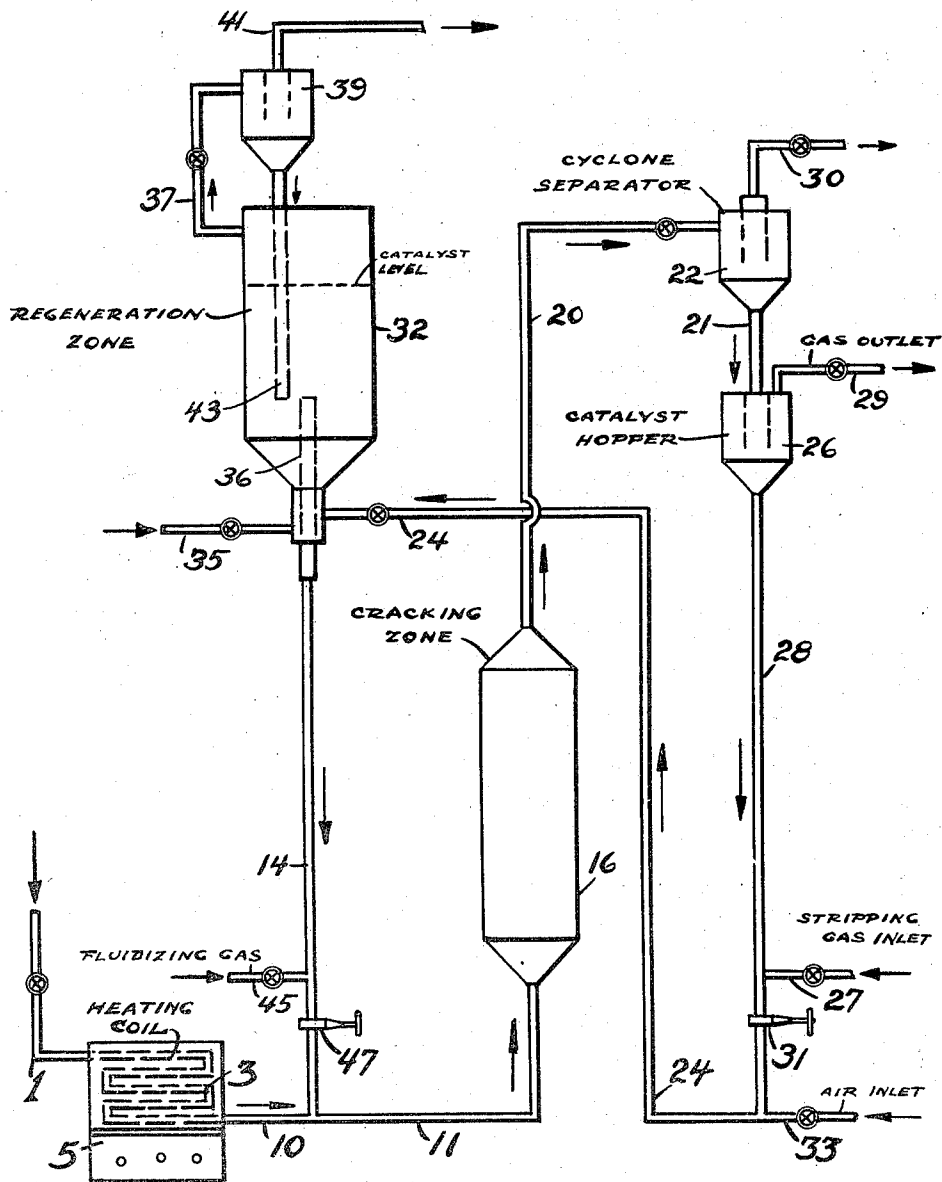 41
39
CYCLONE
SEPARATOR
30
37
CATALYST
LEVEL
22
REGENERATION
ZONE
32
20
21
GAS OUTLET
43
29
CATALYST
HOPPER
26
36
24
35
CRACKING
ZONE
28
14
16
STRIPPING
GAS INLET
FLUIDIZING GAS
45
27
HEATING
COIL
47
31
1
3
24
AIR INLET
5
10
11
33